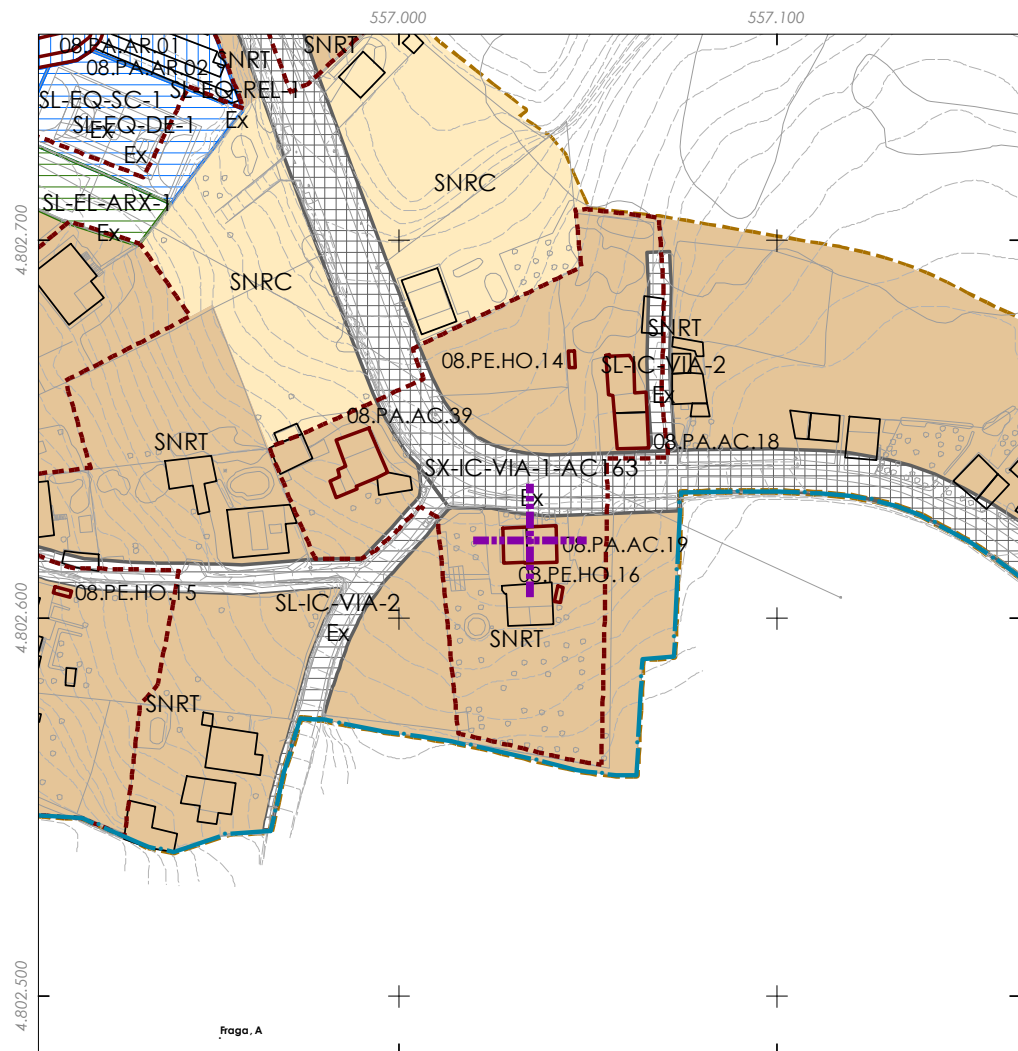 557.000
557.100
08.PA.AR.01
SNRT
08.PA.AR.02
SNRT
SL-EQ-SC-1
SL-EQ-REL-1
Ex
SL-EQ-DE-1
Ex
Ex
SNRC
SL-EL-ARX-1
Ex
4.802.700
SNRC
SNRT
08.PE.HO.14
SL-IC-VIA-2
Ex
08.PA.AC.39
SNRT
08.PA.AC.18
SX-IC-VIA-1-AC163
Ex
08.PA.AC.19
08.PE.HO.16
08.PE.HO.15
SL-IC-VIA-2
Ex
4.802.600
SNRT
SNRT
4.802.500
Fraga, A